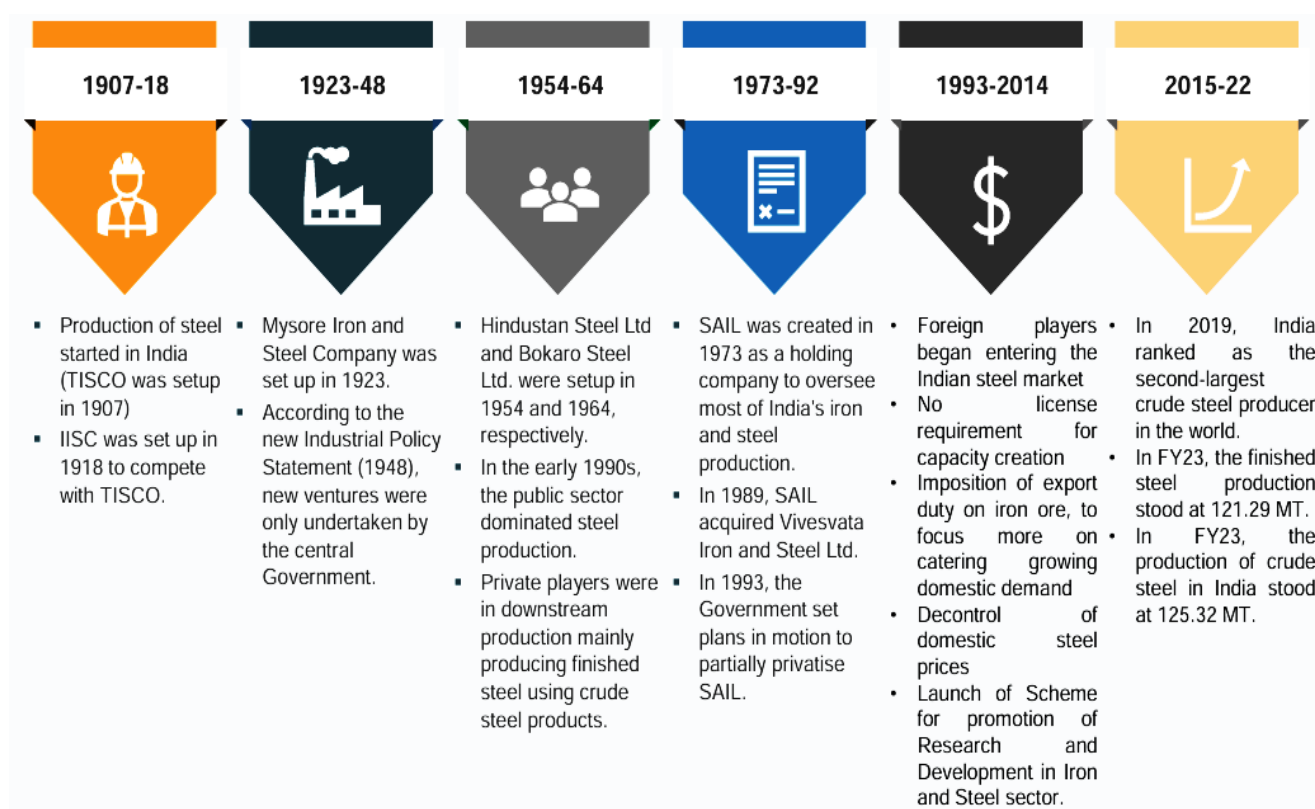 1907-18
Production of steel
started in India
(TISCO was setup
in 1907)
IISC was set up in
1918 to compete
with TISCO.
1923-48
Mysore Iron and
Steel Company was
set up in 1923.
According to the
new Industrial Policy
Statement (1948),
new ventures were
only undertaken by
the central
Government.
1954-64
Hindustan Steel Ltd
and Bokaro Steel
Ltd. were setup in
1954 and 1964,
respectively.
In the early 1990s,
the public sector
dominated steel
production.
Private players were
in downstream
production mainly
producing finished
steel using crude
steel products.
1973-92
SAIL was created in
1973 as a holding
company to oversee
most of India's iron
and steel
production.
In 1989, SAIL
acquired Vivesvata
Iron and Steel Ltd.
In 1993, the
Government set
plans in motion to
partially privatise
SAIL.
1993-2014
$
Foreign players
began entering the
Indian steel market
No license
requirement for
capacity creation
Imposition of export
duty on iron ore, to
focus more on
catering growing
domestic demand
Decontrol of
domestic steel
prices
Launch of Scheme
for promotion of
Research and
Development in Iron
and Steel sector.
2015-22
In 2019, India
ranked as the
second-largest
crude steel producer
in the world.
In FY23, the finished
steel production
stood at 121.29 MT.
In FY23, the
production of crude
steel in India stood
at 125.32 MT.